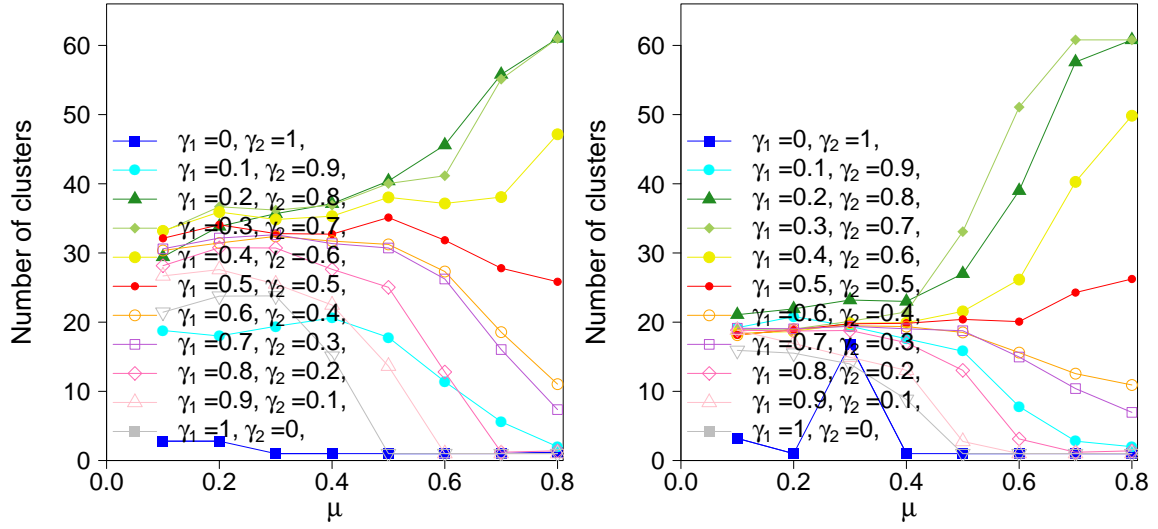 60
50
40
30
20
10
0
Number of clusters
γ1 =0, γ2 =1,
γ1 =0.1, γ2 =0.9,
γ1 =0.2, γ2 =0.8,
γ1 =0.3, γ2 =0.7,
γ1 =0.4, γ2 =0.6,
γ1 =0.5, γ2 =0.5,
γ1 =0.6, γ2 =0.4,
γ1 =0.7, γ2 =0.3,
γ1 =0.8, γ2 =0.2,
γ1 =0.9, γ2 =0.1,
γ1 =1, γ2 =0,
0.0 0.2 0.4 0.6 0.8
μ
60
50
40
30
20
10
0
Number of clusters
γ1 =0, γ2 =1,
γ1 =0.1, γ2 =0.9,
γ1 =0.2, γ2 =0.8,
γ1 =0.3, γ2 =0.7,
γ1 =0.4, γ2 =0.6,
γ1 =0.5, γ2 =0.5,
γ1 =0.6, γ2 =0.4,
γ1 =0.7, γ2 =0.3,
γ1 =0.8, γ2 =0.2,
γ1 =0.9, γ2 =0.1,
γ1 =1, γ2 =0,
0.0 0.2 0.4 0.6 0.8
μ